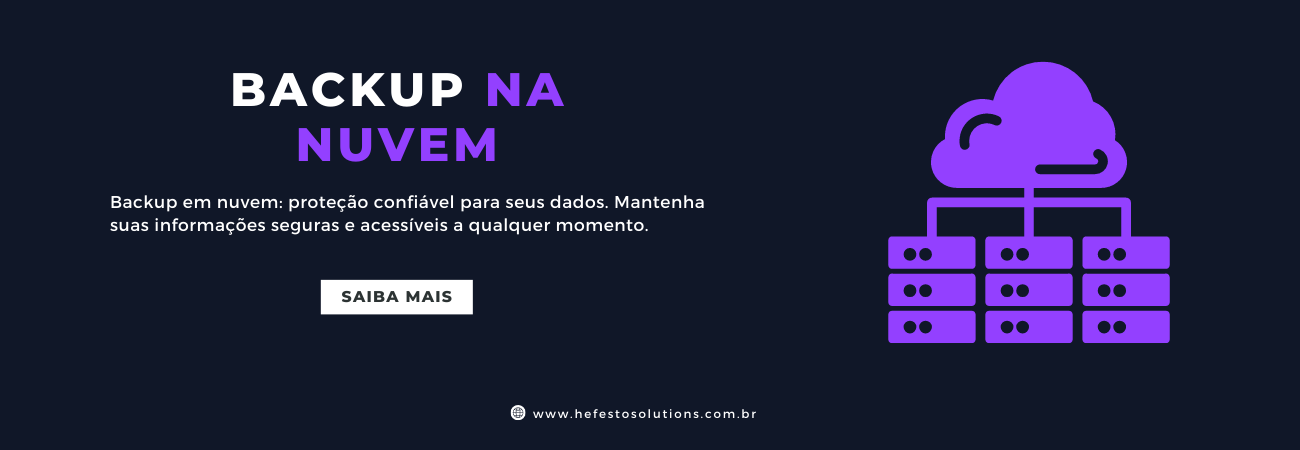 BACKUP NA
NUVEM
Backup em nuvem: proteção confiável para seus dados. Mantenha
suas informações seguras e acessíveis a qualquer momento.
SAIBA MAIS
www.hefestosolutions.com.br